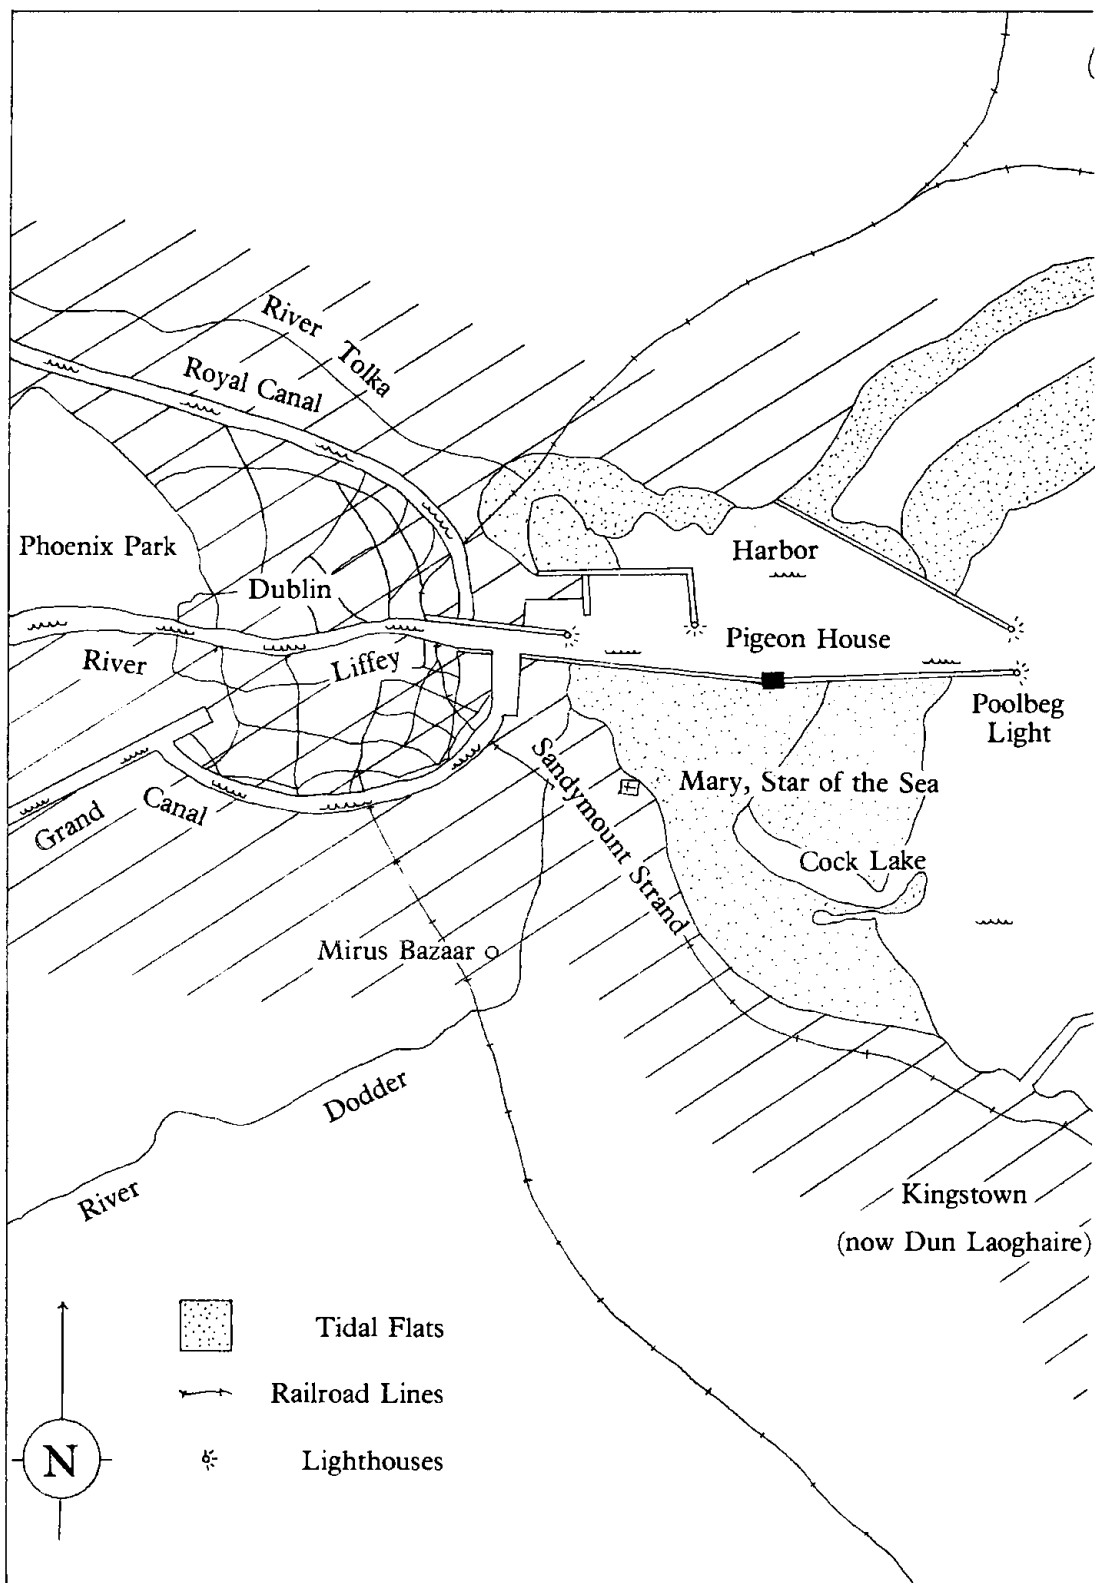 River Tolka
Royal Canal
Phoenix Park
Harbor
Dublin
Pigeon House
River Liffey
Poolbeg
Light
Sandymount Strand
Mary, Star of the Sea
Grand Canal
Cock Lake
Mirus Bazaar
River Dodder
Kingstown
(now Dun Laoghaire)
Tidal Flats
Railroad Lines
Lighthouses
N